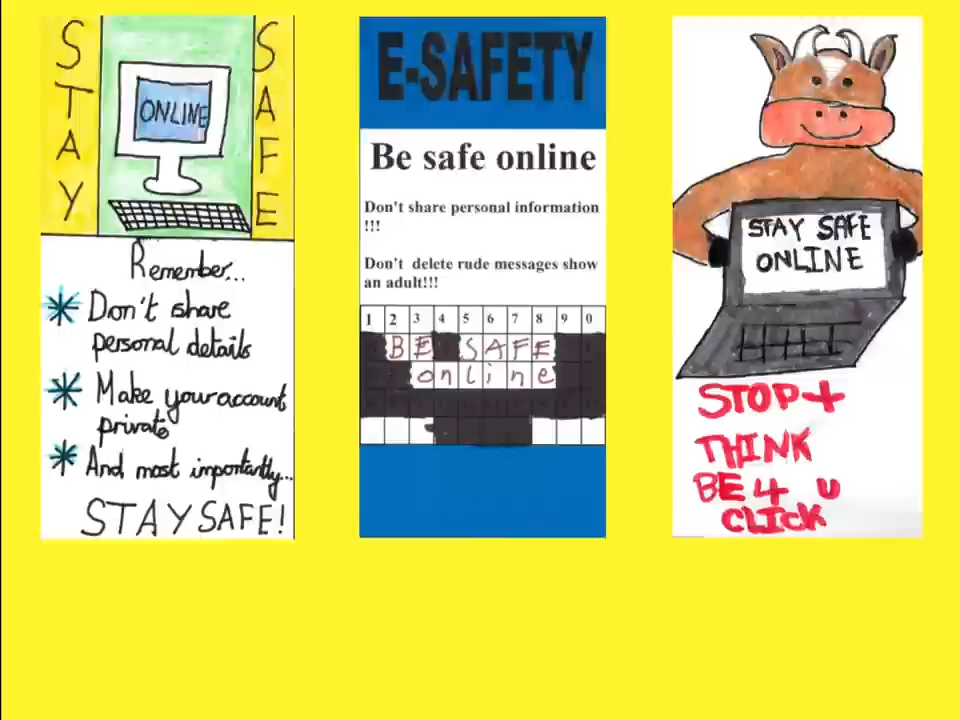 STAY
SAFE
ONLINE
Remember...
Don't share
personal details
Make your account
private
And most importantly...
STAY SAFE!
E-SAFETY
Be safe online
Don't share personal information
!!!
Don't delete rude messages show
an adult!!!
1 2 3 4 5 6 7 8 9 0
BE SAFE
online
STAY SAFE
ONLINE
STOP +
THINK
BE 4 U
CLICK